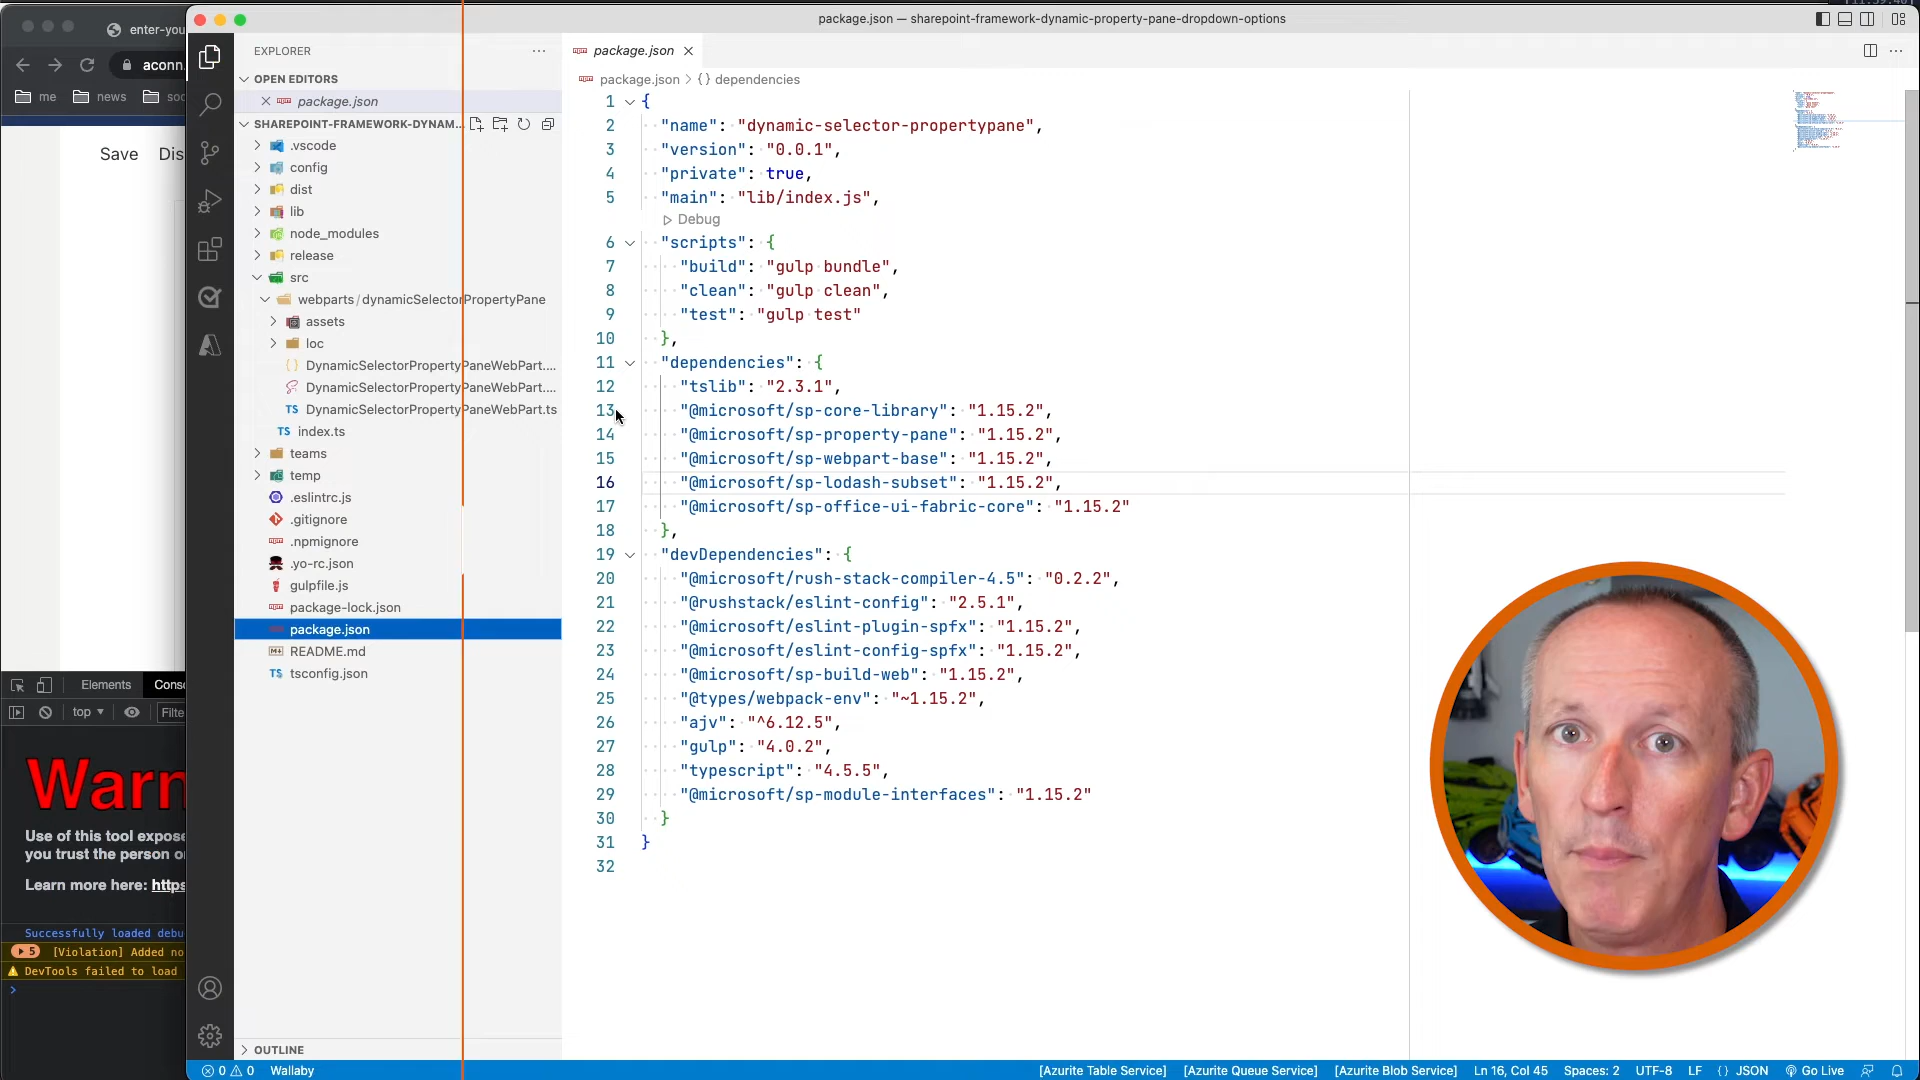 enter-you
aconn
me
news
soc
Save
Dis
Elements
Conso
top
Filte
Warn
Use of this tool expose
you trust the person o
Learn more here: https
Successfully loaded debu
5
[Violation] Added no
DevTools failed to load
package.json — sharepoint-framework-dynamic-property-pane-dropdown-options
EXPLORER
OPEN EDITORS
package.json
SHAREPOINT-FRAMEWORK-DYNAM...
.vscode
config
dist
lib
node_modules
release
src
webparts/dynamicSelectorPropertyPane
assets
loc
DynamicSelectorPropertyPaneWebPart....
DynamicSelectorPropertyPaneWebPart....
TS DynamicSelectorPropertyPaneWebPart.ts
TS index.ts
teams
temp
.eslintrc.js
.gitignore
.npmignore
.yo-rc.json
gulpfile.js
package-lock.json
package.json
README.md
TS tsconfig.json
OUTLINE
package.json
package.json > {} dependencies
1 {
2 "name": "dynamic-selector-propertypane",
3 "version": "0.0.1",
4 "private": true,
5 "main": "lib/index.js",
Debug
6 "scripts": {
7 "build": "gulp bundle",
8 "clean": "gulp clean",
9 "test": "gulp test"
10 },
11 "dependencies": {
12 "tslib": "2.3.1",
13 "@microsoft/sp-core-library": "1.15.2",
14 "@microsoft/sp-property-pane": "1.15.2",
15 "@microsoft/sp-webpart-base": "1.15.2",
16 "@microsoft/sp-lodash-subset": "1.15.2",
17 "@microsoft/sp-office-ui-fabric-core": "1.15.2"
18 },
19 "devDependencies": {
20 "@microsoft/rush-stack-compiler-4.5": "0.2.2",
21 "@rushstack/eslint-config": "2.5.1",
22 "@microsoft/eslint-plugin-spfx": "1.15.2",
23 "@microsoft/eslint-config-spfx": "1.15.2",
24 "@microsoft/sp-build-web": "1.15.2",
25 "@types/webpack-env": "~1.15.2",
26 "ajv": "^6.12.5",
27 "gulp": "4.0.2",
28 "typescript": "4.5.5",
29 "@microsoft/sp-module-interfaces": "1.15.2"
30 }
31 }
32
0 0 Wallaby
[Azurite Table Service] [Azurite Queue Service] [Azurite Blob Service] Ln 16, Col 45 Spaces: 2 UTF-8 LF {} JSON Go Live